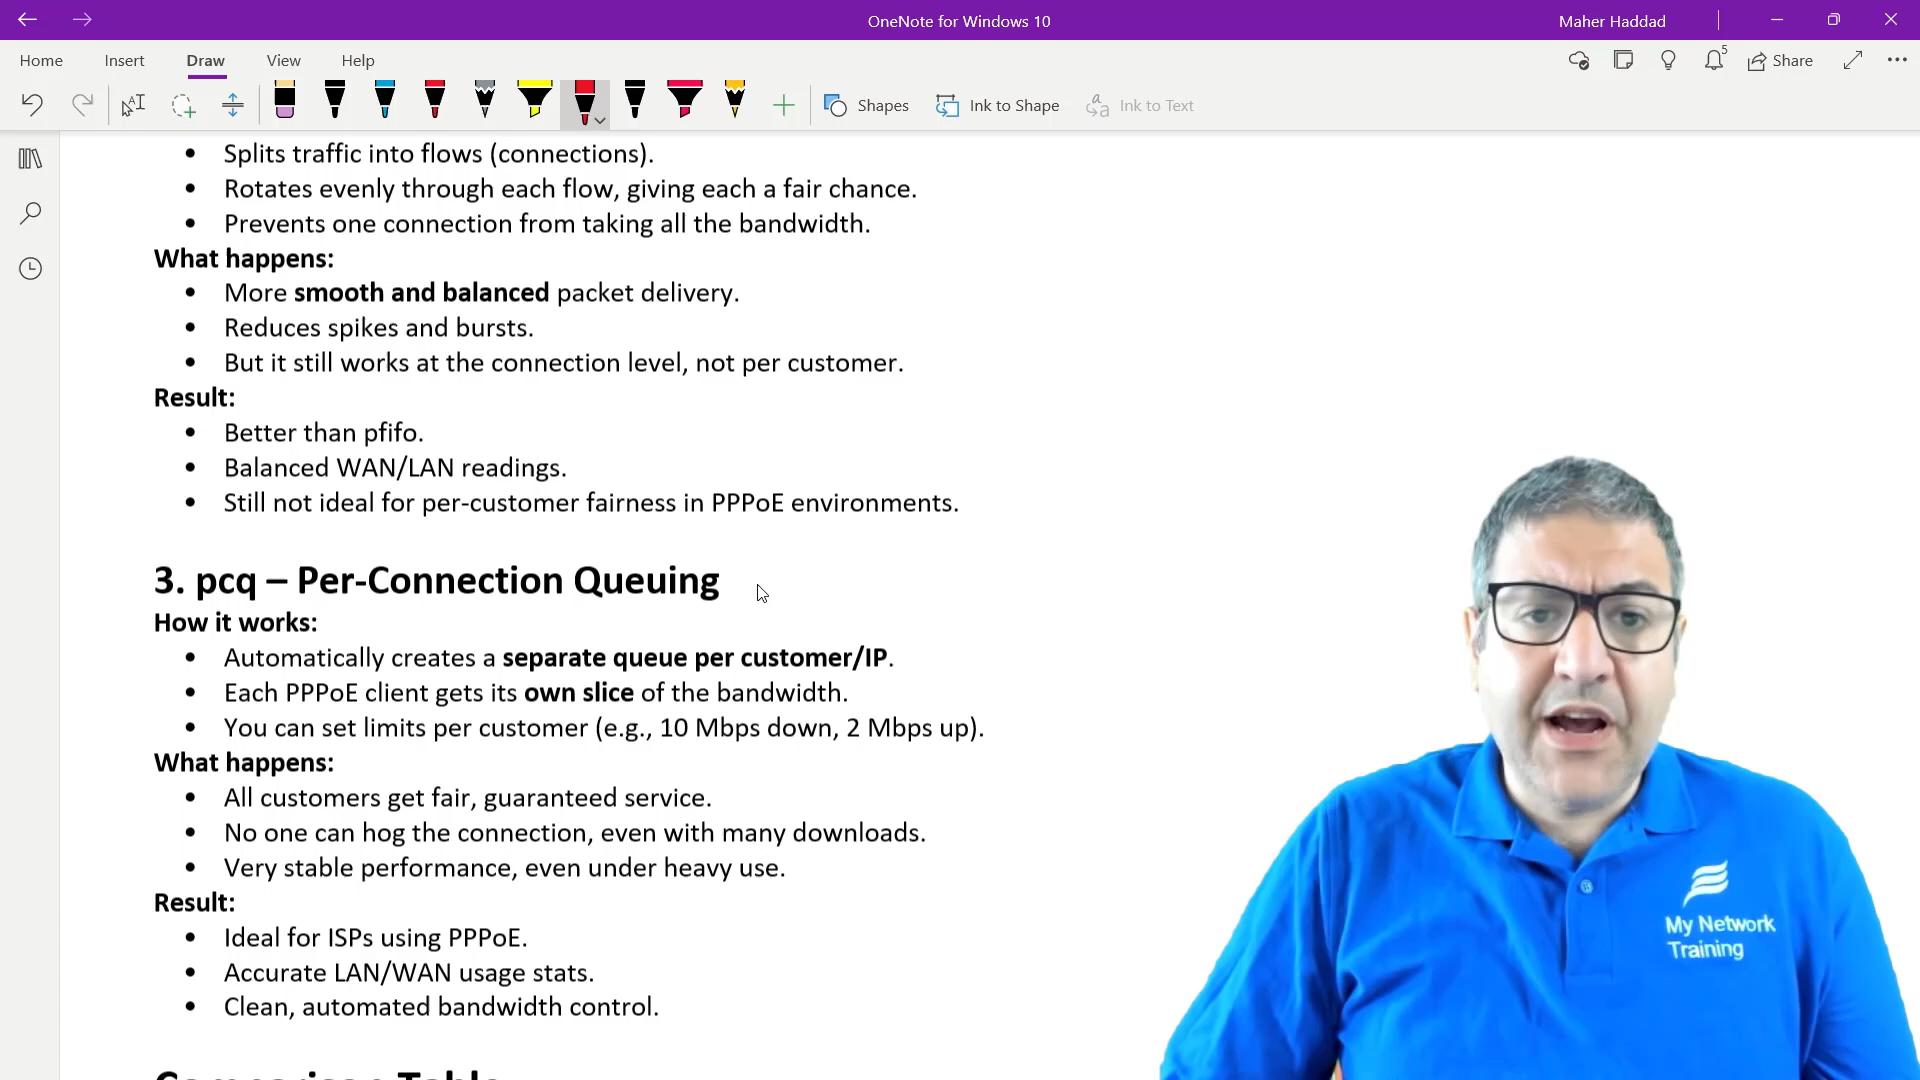 OneNote for Windows 10
Maher Haddad
Home Insert Draw View Help
5
Share
Shapes
Ink to Shape
Ink to Text
• Splits traffic into flows (connections).
• Rotates evenly through each flow, giving each a fair chance.
• Prevents one connection from taking all the bandwidth.
What happens:
• More smooth and balanced packet delivery.
• Reduces spikes and bursts.
• But it still works at the connection level, not per customer.
Result:
• Better than pfifo.
• Balanced WAN/LAN readings.
• Still not ideal for per-customer fairness in PPPoE environments.
3. pcq – Per-Connection Queuing
How it works:
• Automatically creates a separate queue per customer/IP.
• Each PPPoE client gets its own slice of the bandwidth.
• You can set limits per customer (e.g., 10 Mbps down, 2 Mbps up).
What happens:
• All customers get fair, guaranteed service.
• No one can hog the connection, even with many downloads.
• Very stable performance, even under heavy use.
Result:
• Ideal for ISPs using PPPoE.
• Accurate LAN/WAN usage stats.
• Clean, automated bandwidth control.
Comparison Table
My Network
Training